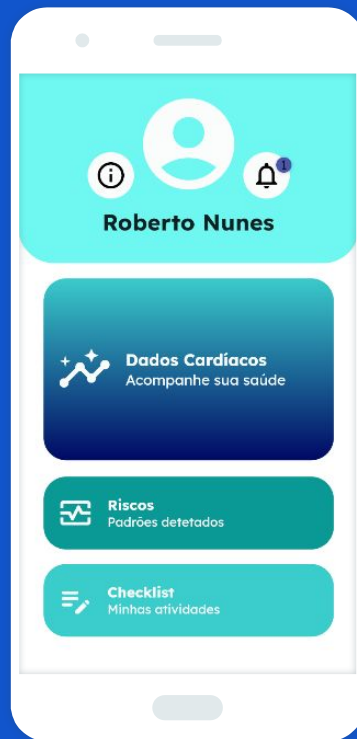 1
Roberto Nunes
Dados Cardíacos
Acompanhe sua saúde
Riscos
Padrões detetados
Checklist
Minhas atividades